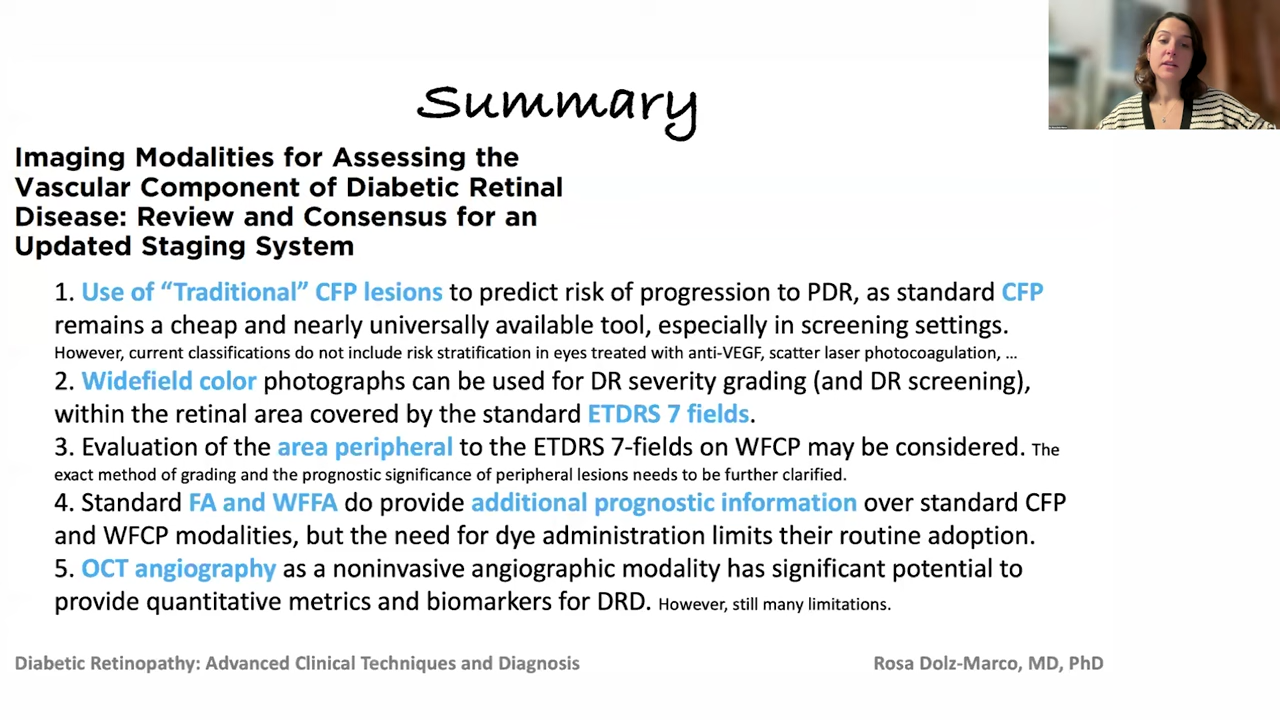 Summary
Imaging Modalities for Assessing the
Vascular Component of Diabetic Retinal
Disease: Review and Consensus for an
Updated Staging System
1. Use of “Traditional” CFP lesions to predict risk of progression to PDR, as standard CFP
remains a cheap and nearly universally available tool, especially in screening settings.
However, current classifications do not include risk stratification in eyes treated with anti-VEGF, scatter laser photocoagulation, ...
2. Widefield color photographs can be used for DR severity grading (and DR screening),
within the retinal area covered by the standard ETDRS 7 fields.
3. Evaluation of the area peripheral to the ETDRS 7-fields on WFCP may be considered. The
exact method of grading and the prognostic significance of peripheral lesions needs to be further clarified.
4. Standard FA and WFFA do provide additional prognostic information over standard CFP
and WFCP modalities, but the need for dye administration limits their routine adoption.
5. OCT angiography as a noninvasive angiographic modality has significant potential to
provide quantitative metrics and biomarkers for DRD. However, still many limitations.
Diabetic Retinopathy: Advanced Clinical Techniques and Diagnosis
Rosa Dolz-Marco, MD, PhD